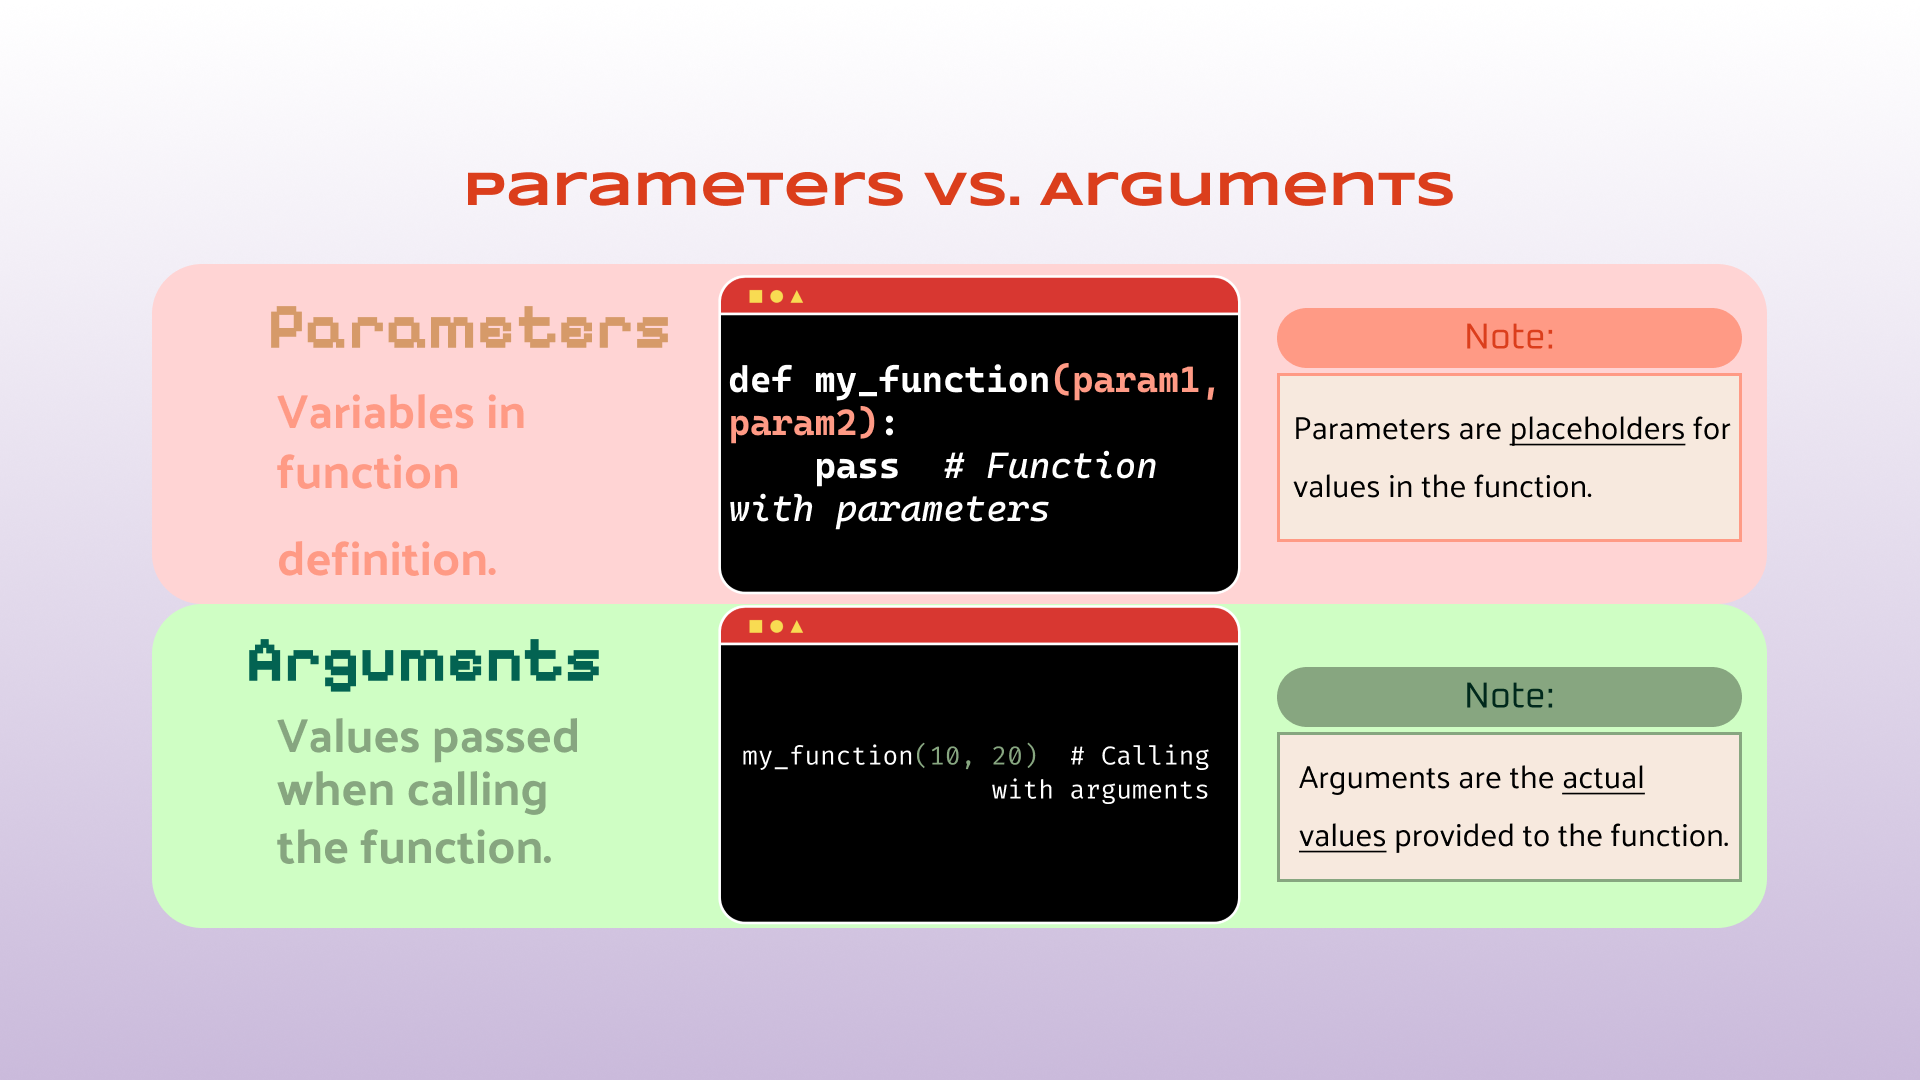 Parameters vs. Arguments
Parameters
Variables in
function
definition.
def my_function(param1,
param2):
    pass  # Function
with parameters
Note:
Parameters are placeholders for
values in the function.
Arguments
Values passed
when calling
the function.
my_function(10, 20)  # Calling
with arguments
Note:
Arguments are the actual
values provided to the function.